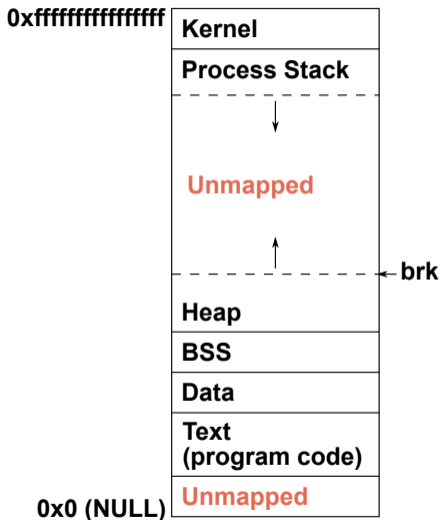 0xffffffffffffffff
Kernel
Process Stack
Unmapped
brk
Heap
BSS
Data
Text
(program code)
Unmapped
0x0 (NULL)